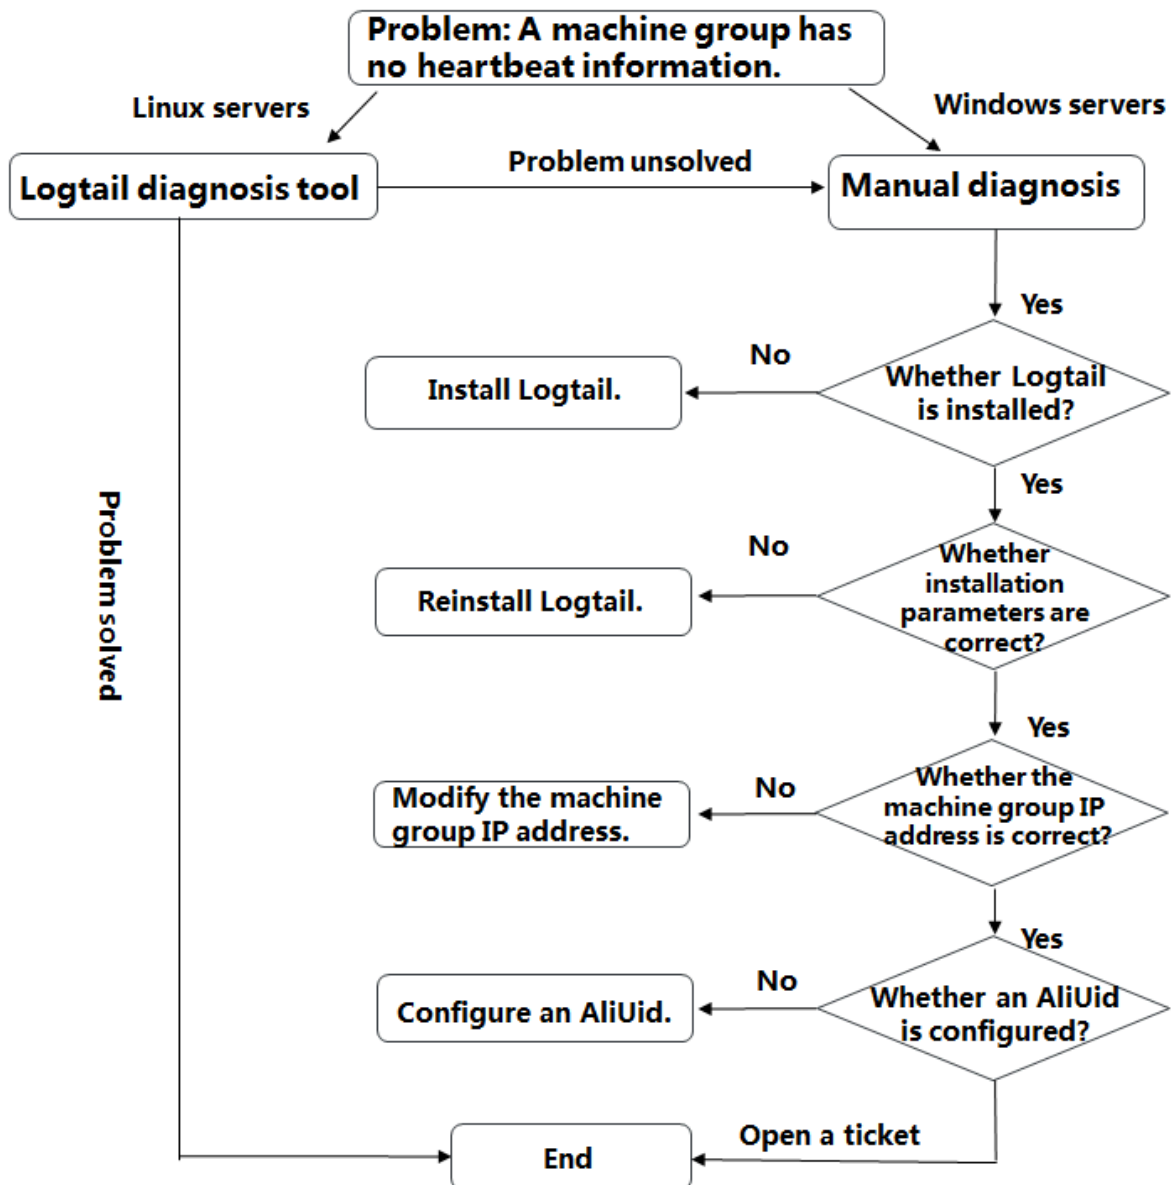 Problem: A machine group has
no heartbeat information.
Linux servers
Windows servers
Logtail diagnosis tool
Problem unsolved
Manual diagnosis
Yes
No
Whether Logtail
is installed?
Install Logtail.
Yes
No
Whether
installation
parameters are
correct?
Reinstall Logtail.
Problem solved
Yes
No
Whether the
machine group IP
address is correct?
Modify the machine
group IP address.
Yes
No
Whether an AliUid
is configured?
Configure an AliUid.
Open a ticket
End